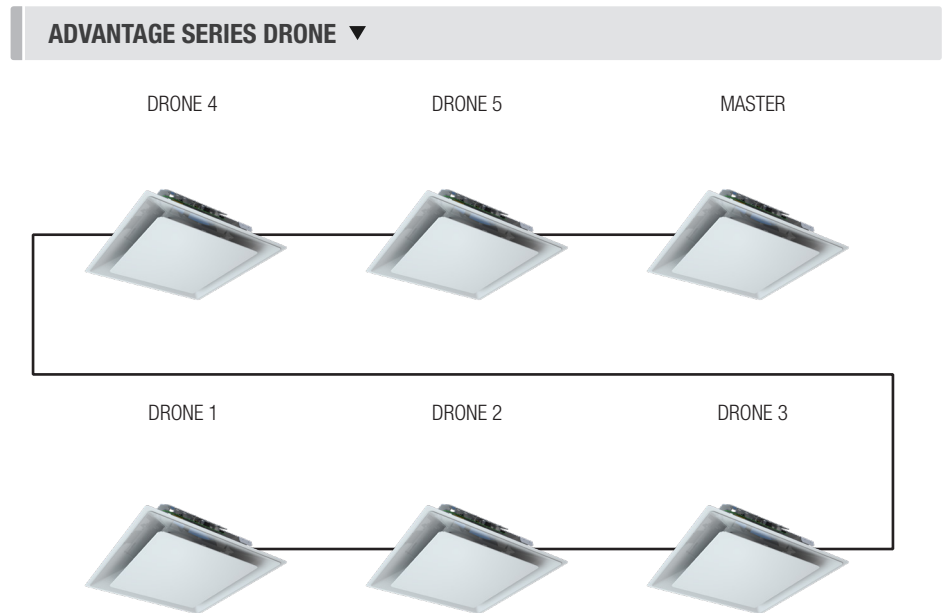 ADVANTAGE SERIES DRONE ▼
DRONE 4 DRONE 5 MASTER
DRONE 1 DRONE 2 DRONE 3